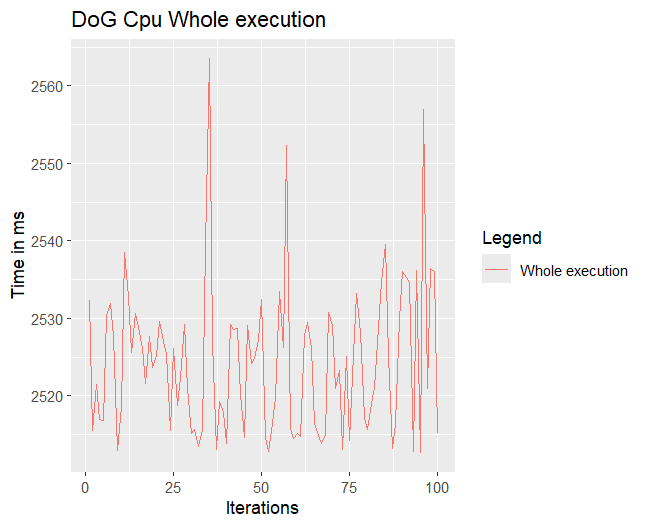 DoG Cpu Whole execution
Time in ms
2560
2550
2540
2530
2520
0 25 50 75 100
Iterations
Legend
Whole execution